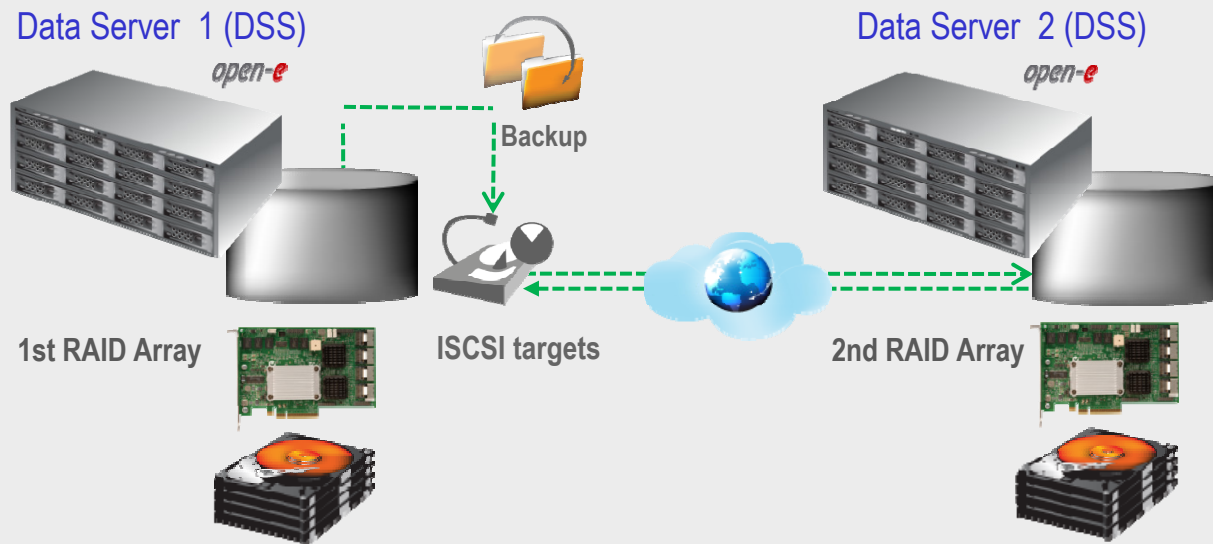 Data Server 1 (DSS)
open-e
Backup
Data Server 2 (DSS)
open-e
1st RAID Array
ISCSI targets
2nd RAID Array